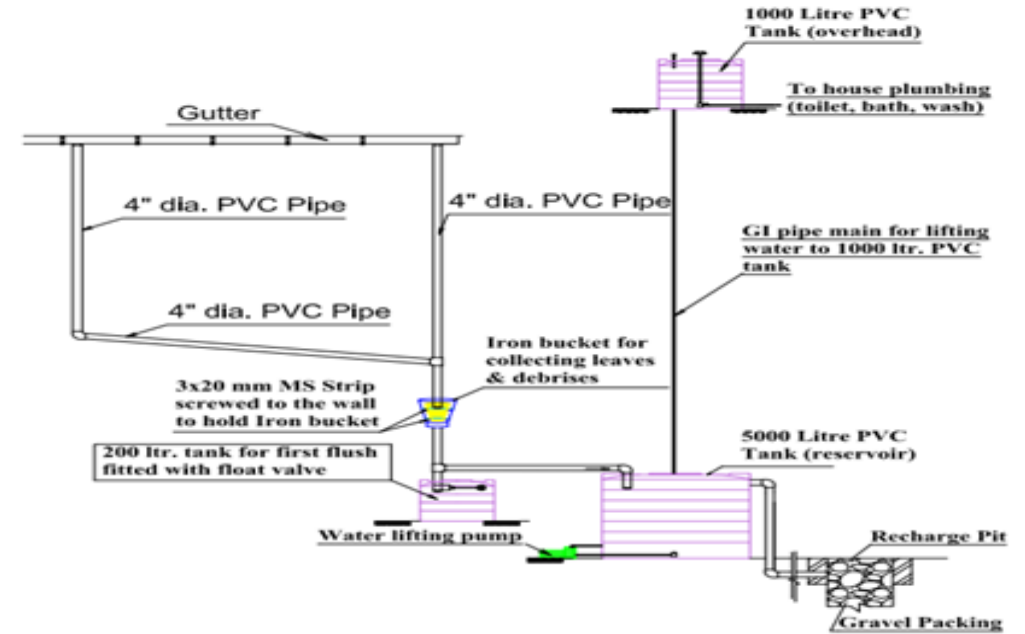 1000 Litre PVC
Tank (overhead)
To house plumbing
(toilet, bath, wash)
Gutter
4" dia. PVC Pipe
4" dia. PVC Pipe
GI pipe main for lifting
water to 1000 ltr. PVC
tank
4" dia. PVC Pipe
Iron bucket for
collecting leaves
& debrises
3x20 mm MS Strip
screwed to the wall
to hold Iron bucket
200 ltr. tank for first flush
fitted with float valve
5000 Litre PVC
Tank (reservoir)
Water lifting pump
Recharge Pit
Gravel Packing